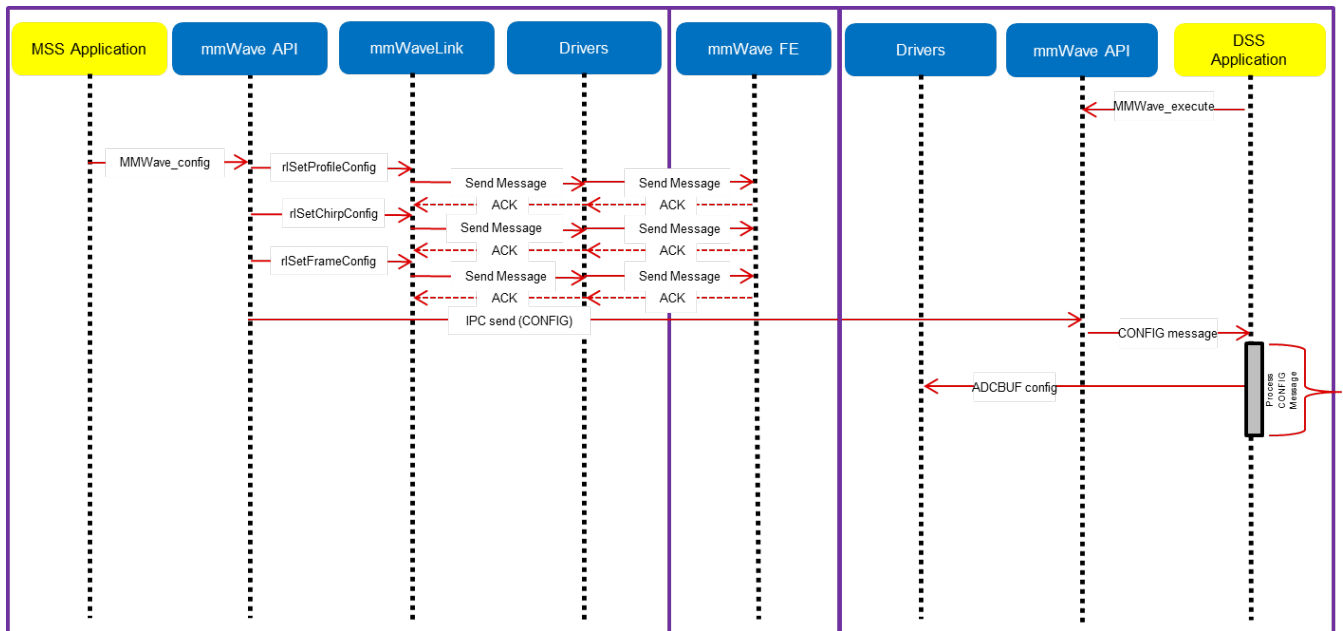 MSS Application
mmWave API
mmWaveLink
Drivers
mmWave FE
Drivers
mmWave API
DSS
Application
MMWave_execute
MMWave_config
rlSetProfileConfig
Send Message
Send Message
ACK
ACK
rlSetChirpConfig
Send Message
Send Message
ACK
ACK
rlSetFrameConfig
Send Message
Send Message
ACK
ACK
IPC send (CONFIG)
CONFIG message
ADCBUF config
Process
CONFIG
Message